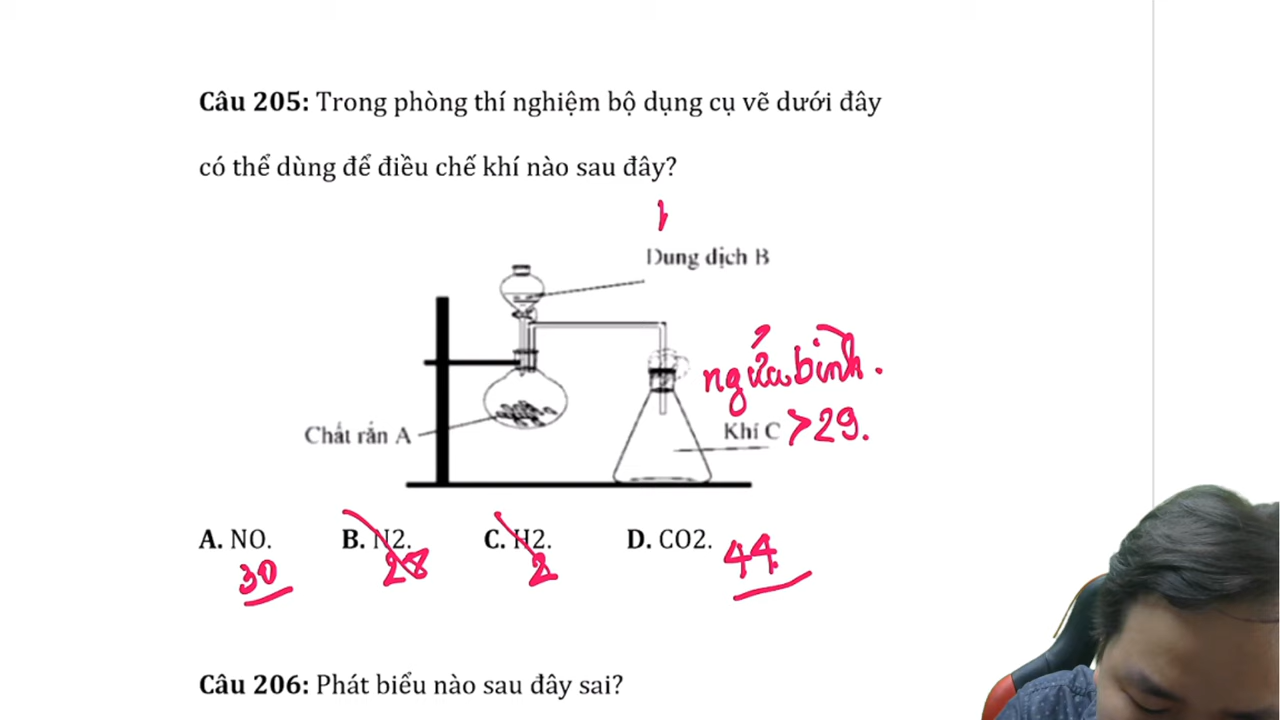 Câu 205: Trong phòng thí nghiệm bộ dụng cụ vẽ dưới đây
có thể dùng để điều chế khí nào sau đây?
Dung dịch B
ngửa bình.
Chất rắn A
Khí C >29.
A. NO. B. N2. C. H2. D. CO2.
30 28 2 44
Câu 206: Phát biểu nào sau đây sai?